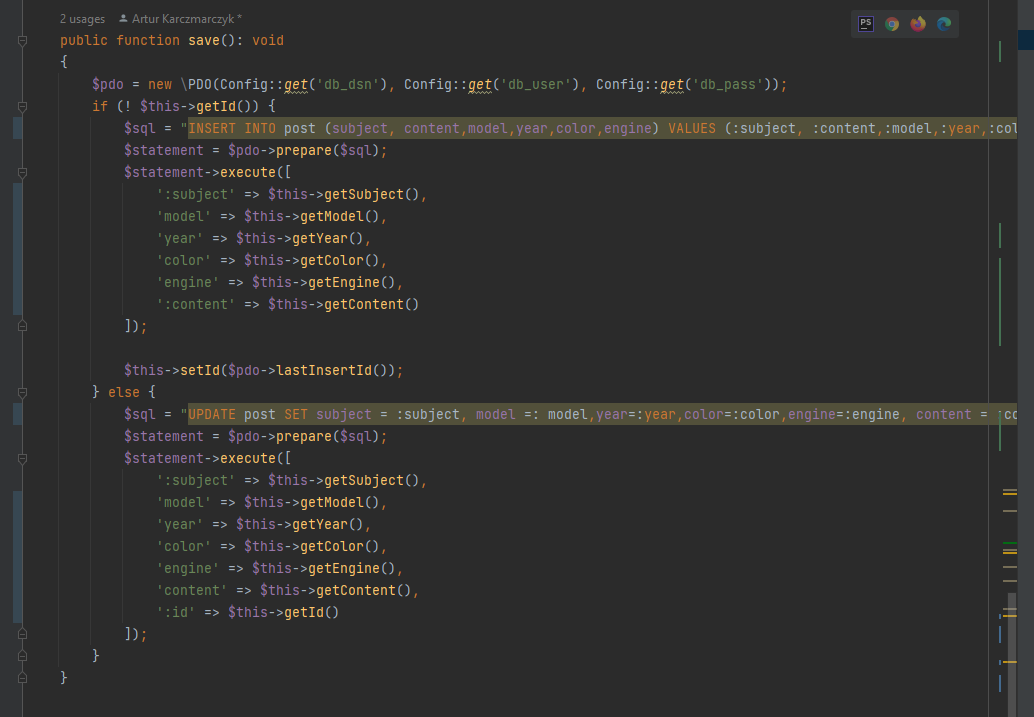 2 usages Artur Karczmarczyk *
PS
public function save(): void
{
$pdo = new \PDO(Config::get('db_dsn'), Config::get('db_user'), Config::get('db_pass'));
if (! $this->getId()) {
$sql = "INSERT INTO post (subject, content,model,year,color,engine) VALUES (:subject, :content,:model,:year,:col
$statement = $pdo->prepare($sql);
$statement->execute([
':subject' => $this->getSubject(),
'model' => $this->getModel(),
'year' => $this->getYear(),
'color' => $this->getColor(),
'engine' => $this->getEngine(),
':content' => $this->getContent()
]);
$this->setId($pdo->lastInsertId());
} else {
$sql = "UPDATE post SET subject = :subject, model =: model,year=:year,color=:color,engine=:engine, content = :co
$statement = $pdo->prepare($sql);
$statement->execute([
':subject' => $this->getSubject(),
'model' => $this->getModel(),
'year' => $this->getYear(),
'color' => $this->getColor(),
'engine' => $this->getEngine(),
'content' => $this->getContent(),
':id' => $this->getId()
]);
}
}